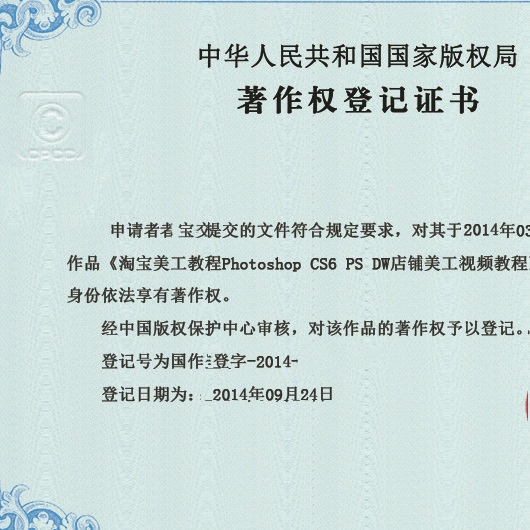 中华人民共和国国家版权局
著作权登记证书
CPCC
申请者者宝交提交的文件符合规定要求，对其于2014年03
作品《淘宝美工教程Photoshop CS6 PS DW店铺美工视频教程
身份依法享有著作权。
经中国版权保护中心审核，对该作品的著作权予以登记。
登记号为国作登字-2014-
登记日期为：2014年09月24日